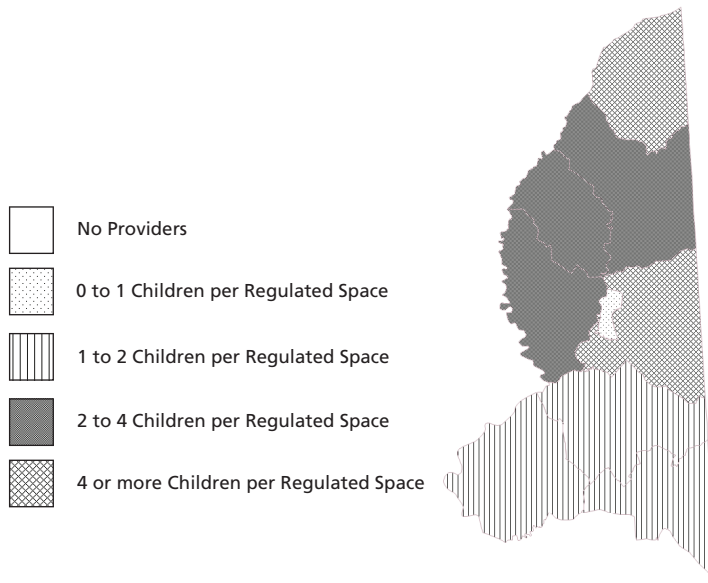 No Providers
0 to 1 Children per Regulated Space
1 to 2 Children per Regulated Space
2 to 4 Children per Regulated Space
4 or more Children per Regulated Space